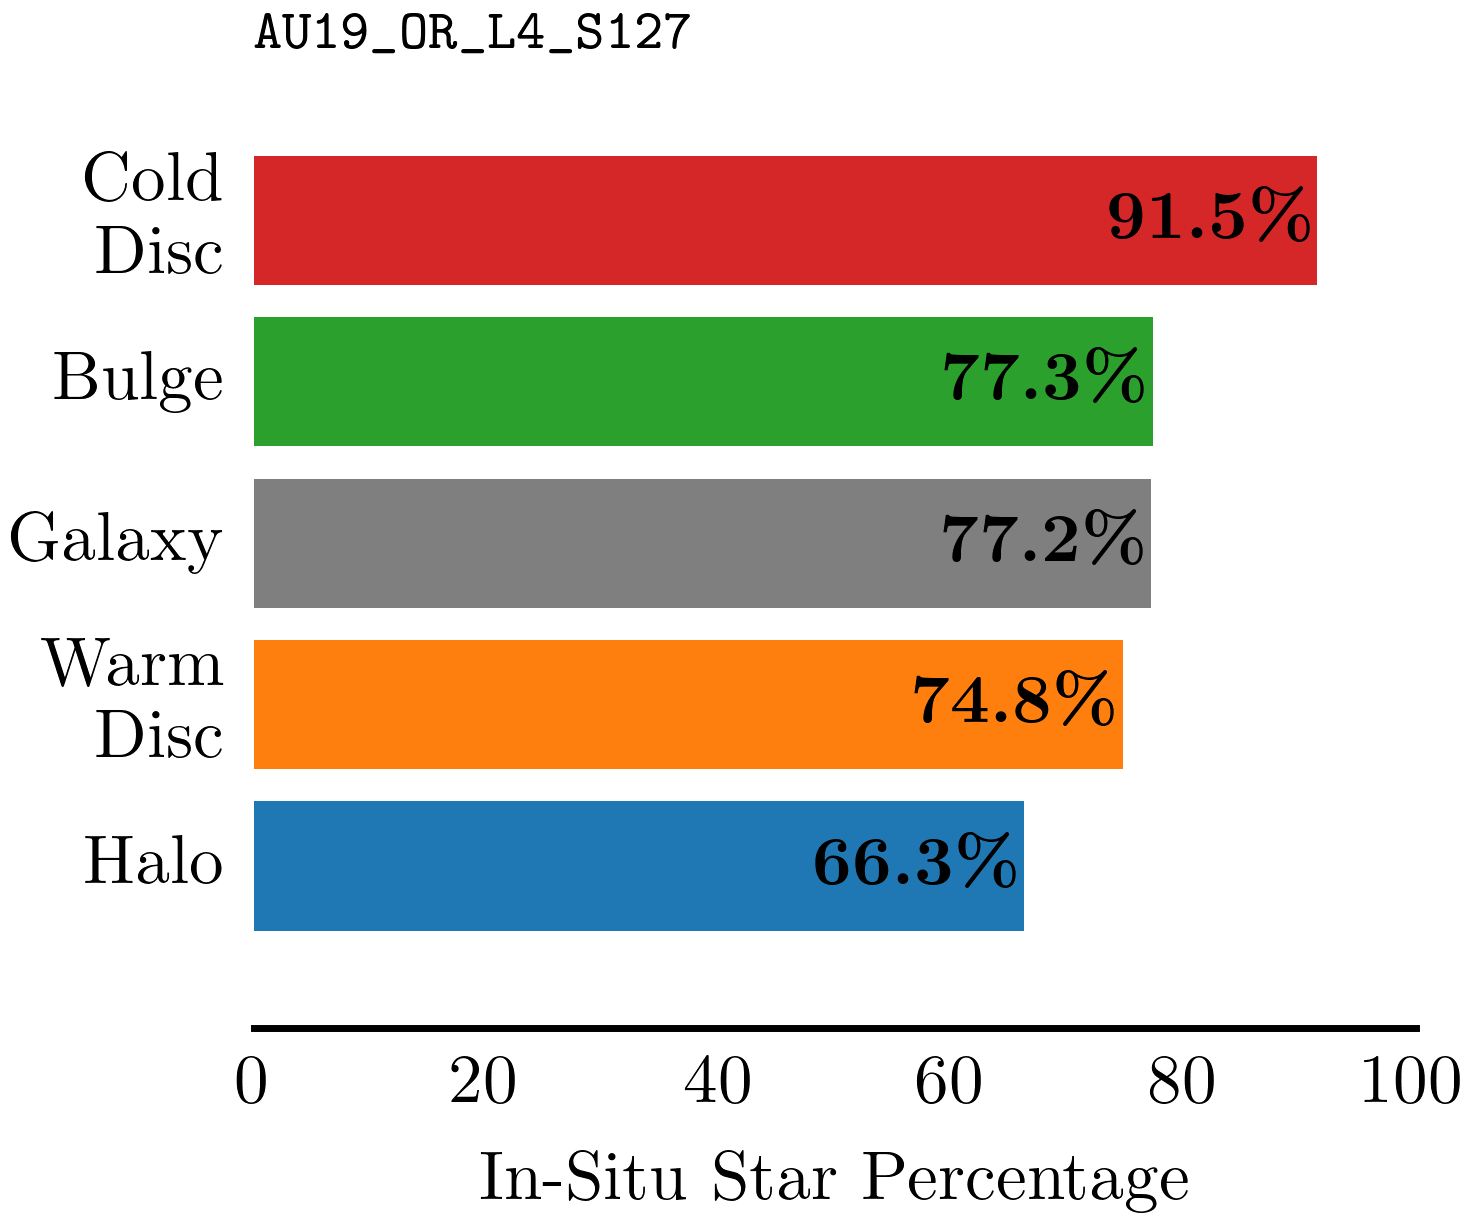 AU19_OR_L4_S127
Cold
Disc
91.5%
Bulge
77.3%
Galaxy
77.2%
Warm
Disc
74.8%
Halo
66.3%
0 20 40 60 80 100
In-Situ Star Percentage